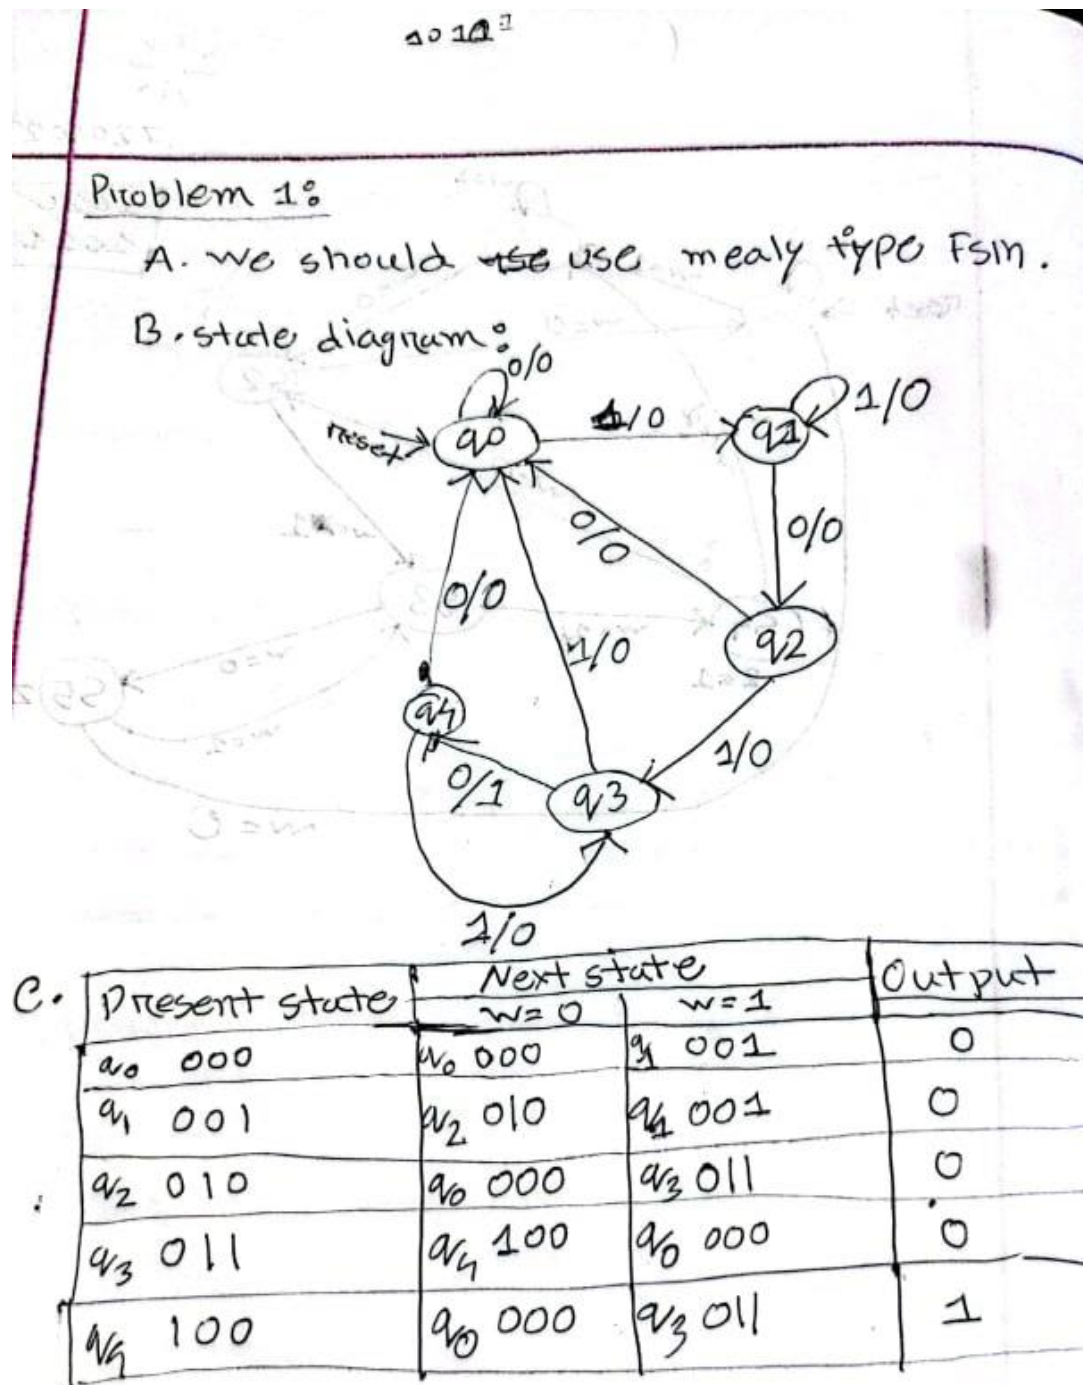 Problem 1:
A. we should use use mealy type FSM.
B. state diagram:
0/0
reset
q0
1/0
q1
1/0
0/0
0/0
q2
0/0
1/0
1/0
q4
0/1
q3
1/0
C.
Present state Next state Output
w=0 w=1
q0 000 q0 000 q1 001 0
q1 001 q2 010 q1 001 0
q2 010 q0 000 q3 011 0
q3 011 q4 100 q0 000 0
q4 100 q0 000 q3 011 1